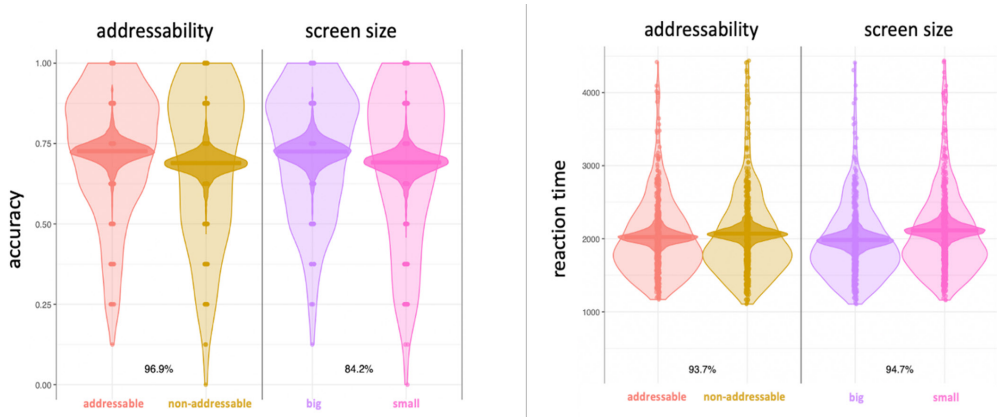 addressability screen size
1.00
0.75
0.50
0.25
0.00
accuracy
96.9% 84.2%
addressable non-addressable big small
addressability screen size
4000
3000
2000
1000
reaction time
93.7% 94.7%
addressable non-addressable big small